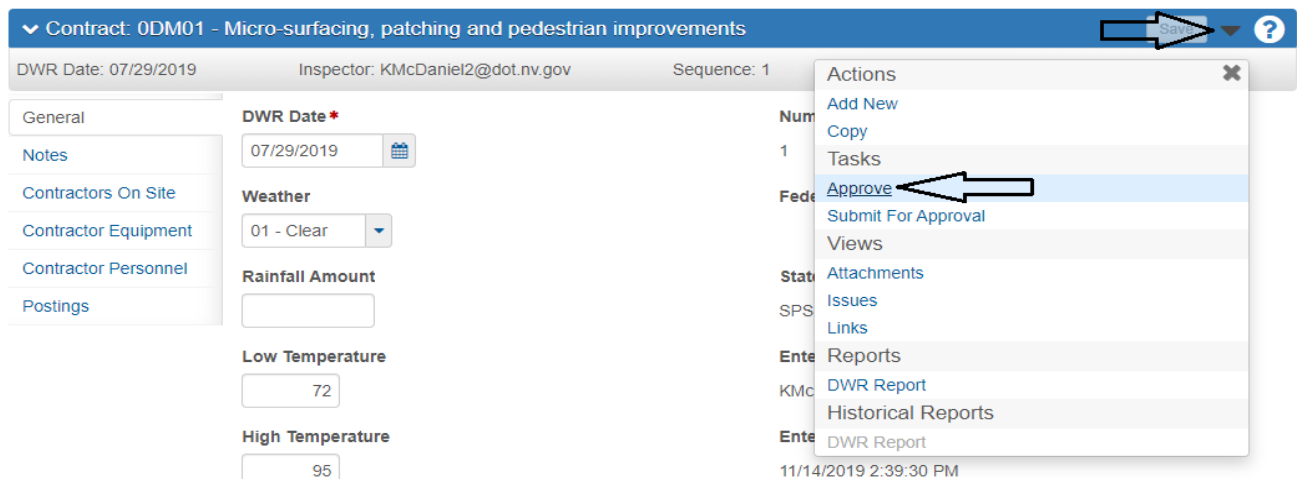 Contract: 0DM01 - Micro-surfacing, patching and pedestrian improvements
Save
?
DWR Date: 07/29/2019
Inspector: KMcDaniel2@dot.nv.gov
Sequence: 1
General
Notes
Contractors On Site
Contractor Equipment
Contractor Personnel
Postings
DWR Date*
07/29/2019
Weather
01 - Clear
Rainfall Amount
Low Temperature
72
High Temperature
95
Num
1
Fede
State
SPS
Ente
KMc
Ente
11/14/2019 2:39:30 PM
Actions
Add New
Copy
Tasks
Approve
Submit For Approval
Views
Attachments
Issues
Links
Reports
DWR Report
Historical Reports
DWR Report